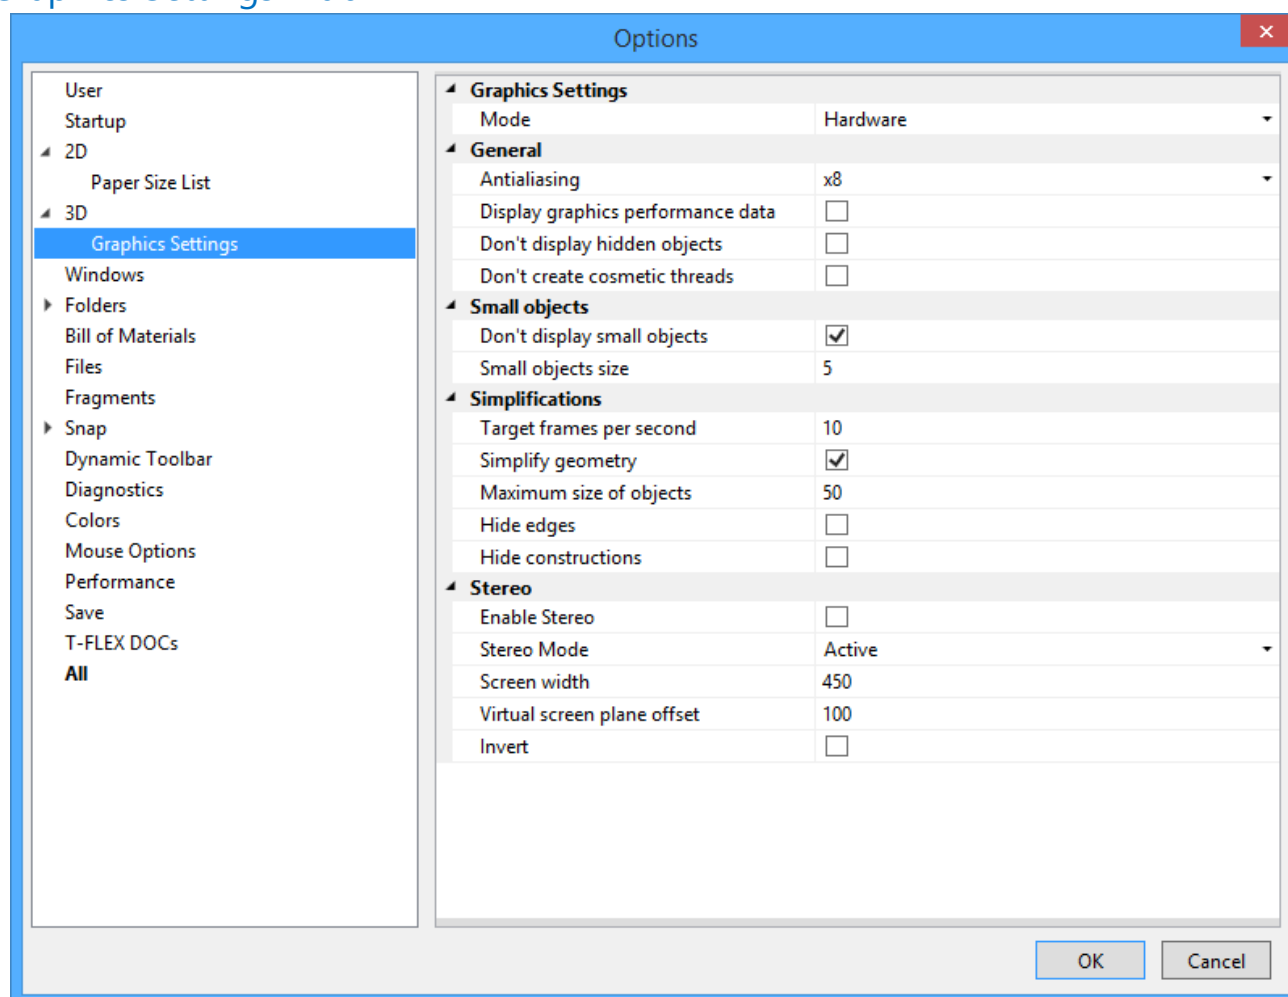 Graphics Settings
Options
User
Startup
2D
Paper Size List
3D
Graphics Settings
Windows
Folders
Bill of Materials
Files
Fragments
Snap
Dynamic Toolbar
Diagnostics
Colors
Mouse Options
Performance
Save
T-FLEX DOCs
All
Graphics Settings
Mode Hardware
General
Antialiasing x8
Display graphics performance data
Don't display hidden objects
Don't create cosmetic threads
Small objects
Don't display small objects
Small objects size 5
Simplifications
Target frames per second 10
Simplify geometry
Maximum size of objects 50
Hide edges
Hide constructions
Stereo
Enable Stereo
Stereo Mode Active
Screen width 450
Virtual screen plane offset 100
Invert
OK Cancel